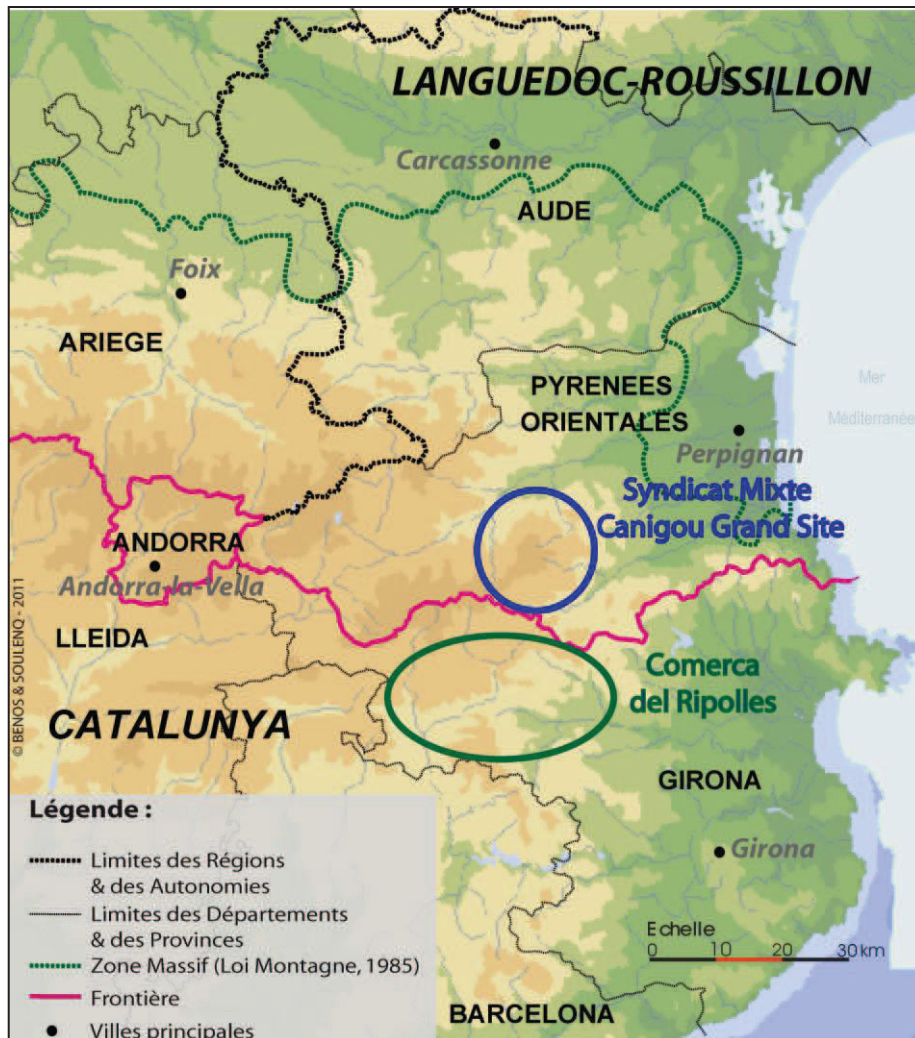 LANGUEDOC-ROUSSILLON
Carcassonne
AUDE
Foix
ARIEGE
PYRENEES
ORIENTALES
Mer
Méditerranée
Perpignan
Syndicat Mixte
Canigou Grand Site
ANDORRA
Andorra-la-Vella
LLEIDA
Comerca
del Ripolles
CATALUNYA
GIRONA
Girona
© BENOS & SOULENQ - 2011
Légende :
Limites des Régions
& des Autonomies
Limites des Départements
& des Provinces
Zone Massif (Loi Montagne, 1985)
Frontière
Villes principales
Echelle
0 10 20 30 km
BARCELONA